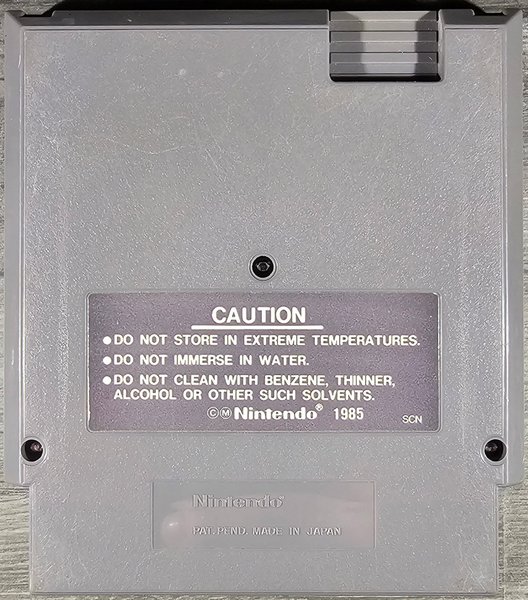 CAUTION
●DO NOT STORE IN EXTREME TEMPERATURES.
●DO NOT IMMERSE IN WATER.
●DO NOT CLEAN WITH BENZENE, THINNER,
ALCOHOL OR OTHER SUCH SOLVENTS.
©Ⓜ Nintendo® 1985
SCN
Nintendo®
PAT. PEND. MADE IN JAPAN